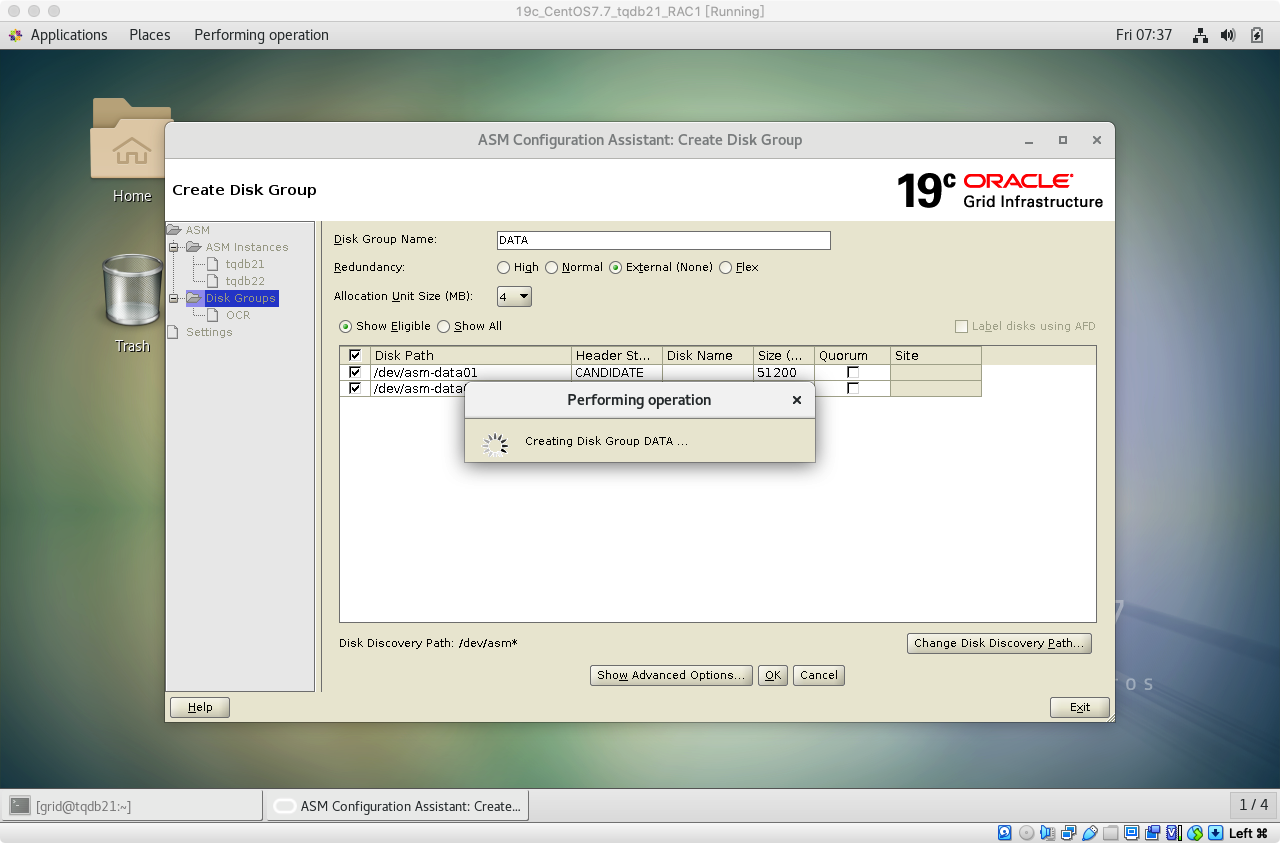 19c_CentOS7.7_tqdb21_RAC1 [Running]
Applications Places Performing operation Fri 07:37
Home
Trash
ASM Configuration Assistant: Create Disk Group
Create Disk Group
19c ORACLE
Grid Infrastructure
ASM
ASM Instances
tqdb21
tqdb22
Disk Groups
OCR
Settings
Disk Group Name: DATA
Redundancy: High Normal External (None) Flex
Allocation Unit Size (MB): 4
Show Eligible Show All Label disks using AFD
Disk Path Header St... Disk Name Size (... Quorum Site
/dev/asm-data01 CANDIDATE 51200
/dev/asm-data
Performing operation
Creating Disk Group DATA ...
Disk Discovery Path: /dev/asm* Change Disk Discovery Path...
Show Advanced Options... OK Cancel
Help Exit
7
OS
[grid@tqdb21:~] ASM Configuration Assistant: Create... 1 / 4
Left ⌘